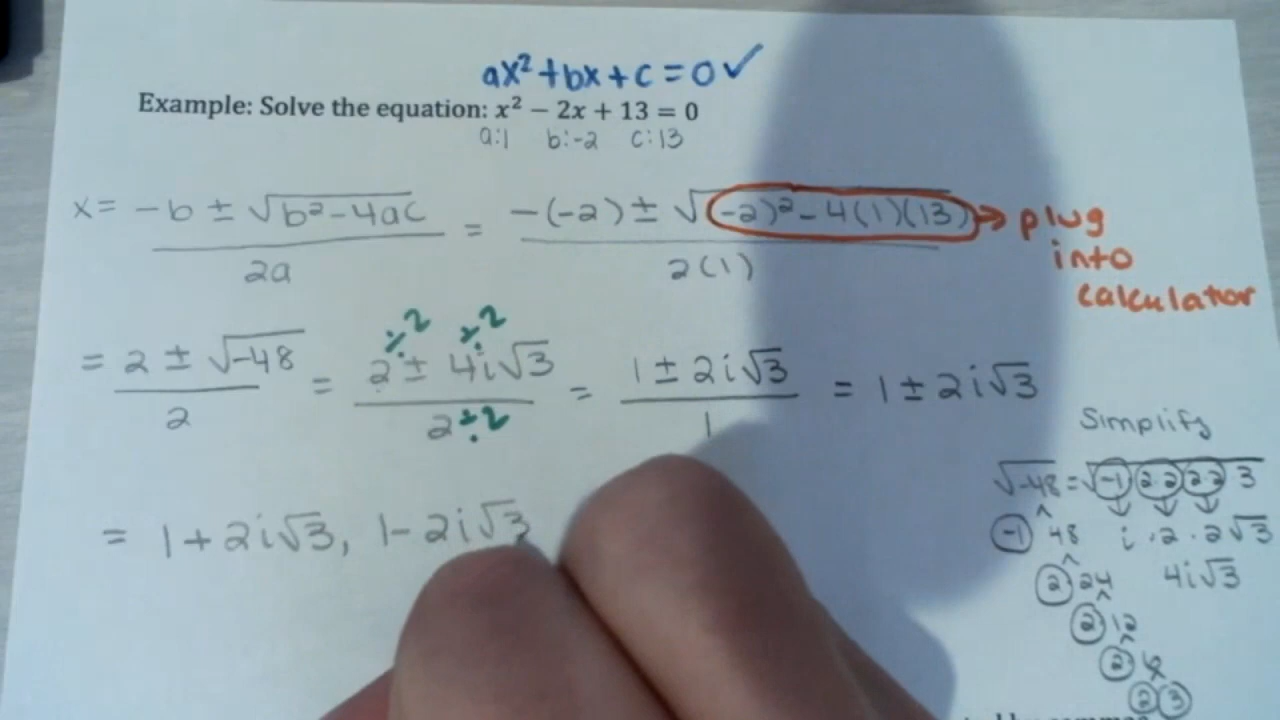 ax²+bx+c=0✓
Example: Solve the equation: x² − 2x + 13 = 0
a:1 b:-2 c:13
x= -b ± √b²-4ac / 2a = -(-2) ± √(-2)²-4(1)(13) / 2(1) → plug into calculator
= 2 ± √-48 / 2 = 2÷2 ± 4÷2i√3 / 2÷2 = 1 ± 2i√3 / 1 = 1 ± 2i√3
= 1+2i√3, 1-2i√3
Simplify
√-48 = √-1 2·2 2·2 3
-1 48 i·2·2√3
2 24 4i√3
2 12
2
2 3